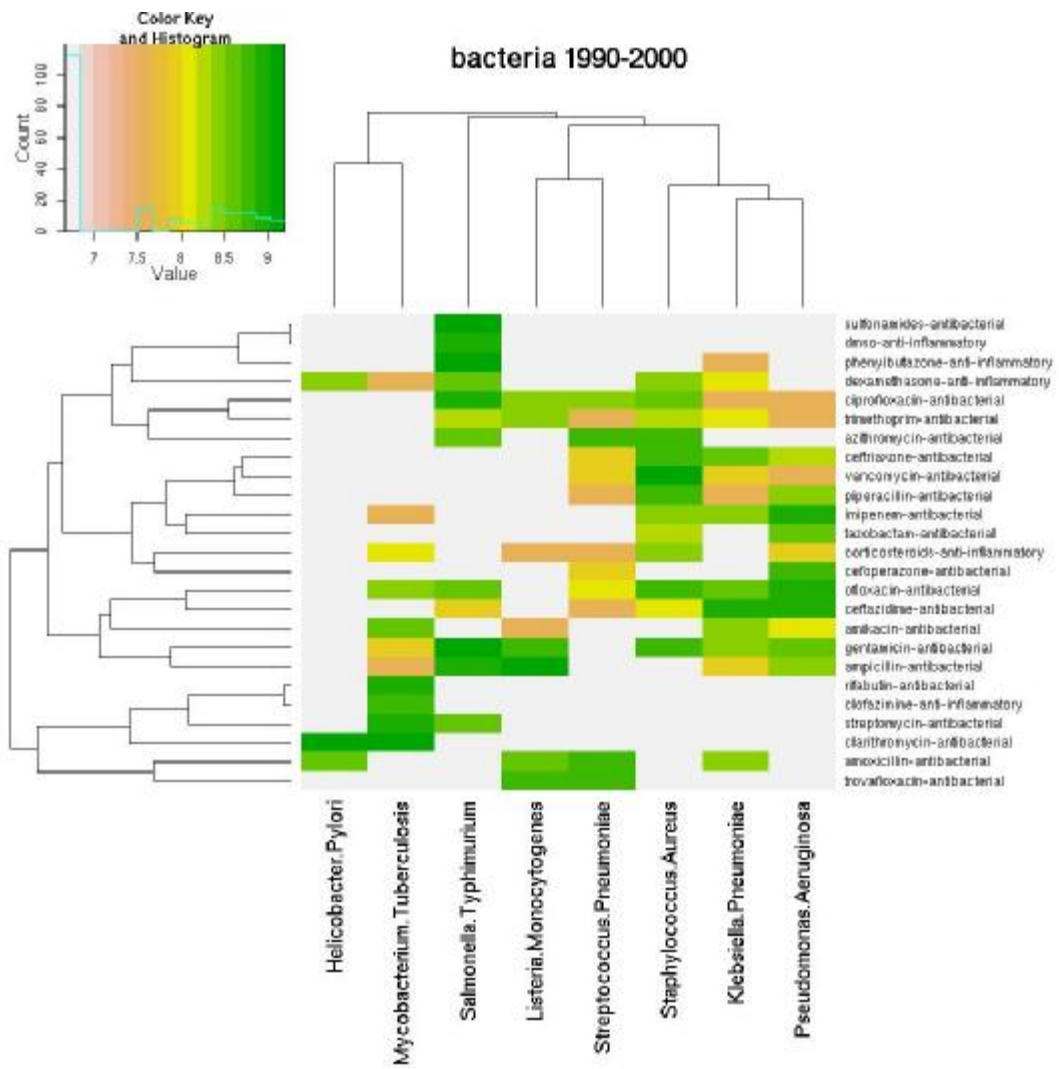 Color Key
and Histogram
Count
0 20 40 60 80 100
7 7.5 8 8.5 9
Value
bacteria 1990-2000
sulfonamides-antibacterial
dmso-anti-inflammatory
phenylbutazone-anti-inflammatory
dexamethasone-anti-inflammatory
ciprofloxacin-antibacterial
trimethoprim-antibacterial
azithromycin-antibacterial
ceftriaxone-antibacterial
vancomycin-antibacterial
piperacillin-antibacterial
imipenem-antibacterial
tazobactam-antibacterial
corticosteroids-anti-inflammatory
cefoperazone-antibacterial
ofloxacin-antibacterial
ceftazidime-antibacterial
amikacin-antibacterial
gentamicin-antibacterial
ampicillin-antibacterial
rifabutin-antibacterial
clofazimine-anti-inflammatory
streptomycin-antibacterial
clarithromycin-antibacterial
amoxicillin-antibacterial
trovafloxacin-antibacterial
Helicobacter.Pylori
Mycobacterium.Tuberculosis
Salmonella.Typhimurium
Listeria.Monocytogenes
Streptococcus.Pneumoniae
Staphylococcus.Aureus
Klebsiella.Pneumoniae
Pseudomonas.Aeruginosa